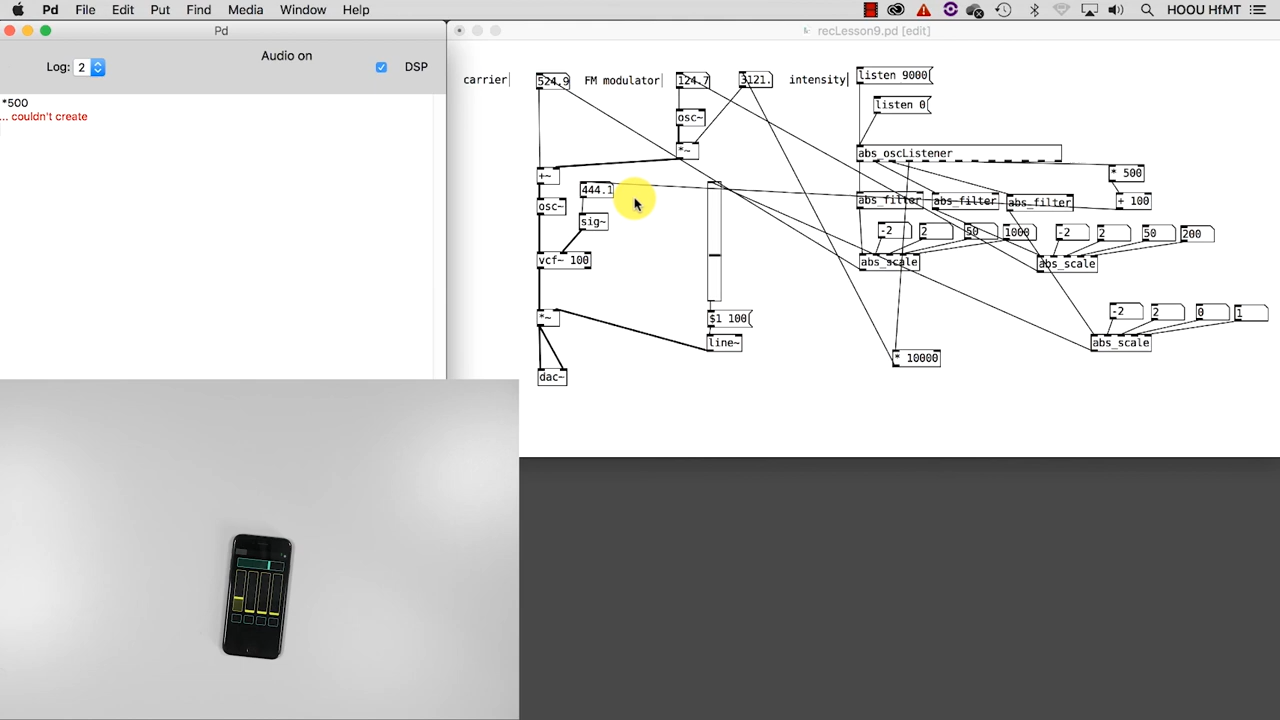 Pd File Edit Put Find Media Window Help HOOU HfMT
Pd
recLesson9.pd [edit]
Audio on
Log: 2
DSP
*500
... couldn't create
carrier
524.9
FM modulator
124.7
3121.
intensity
listen 9000
listen 0
osc~
*~
abs_oscListener
+~
* 500
444.1
osc~
abs_filter
abs_filter
abs_filter
+ 100
sig~
-2
2
50
1000
-2
2
50
200
vcf~ 100
abs_scale
abs_scale
*~
$1 100
-2
2
0
1
line~
abs_scale
* 10000
dac~